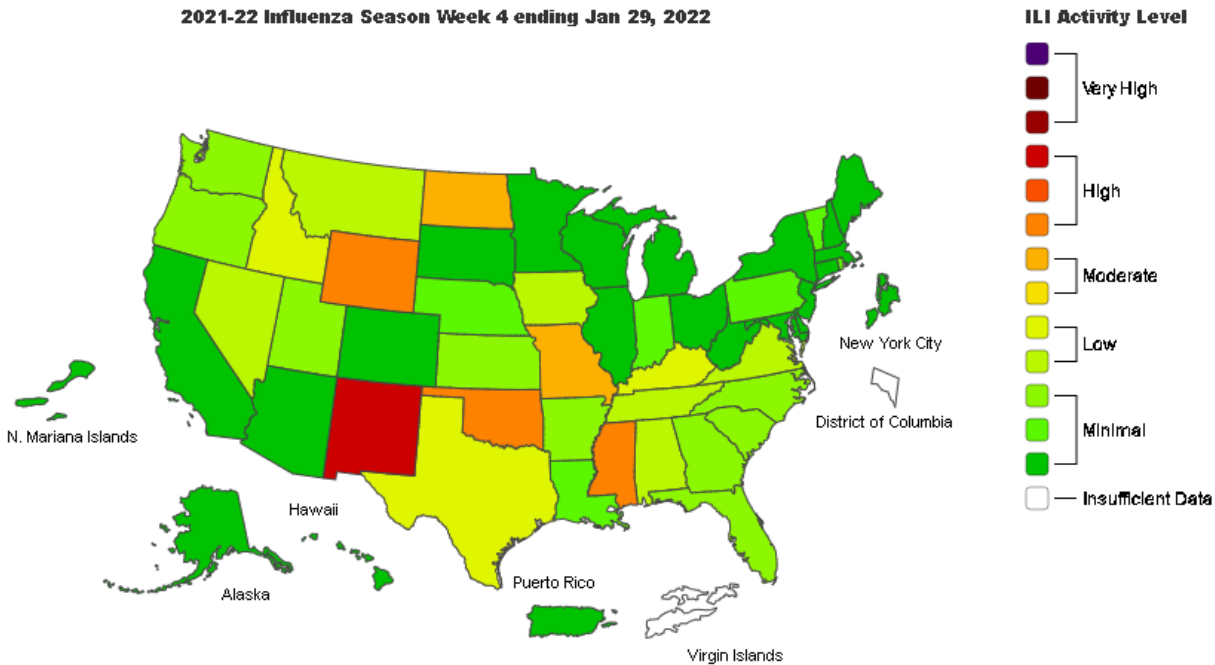 2021-22 Influenza Season Week 4 ending Jan 29, 2022
ILI Activity Level
Very High
High
Moderate
Low
Minimal
Insufficient Data
New York City
District of Columbia
N. Mariana Islands
Hawaii
Alaska
Puerto Rico
Virgin Islands